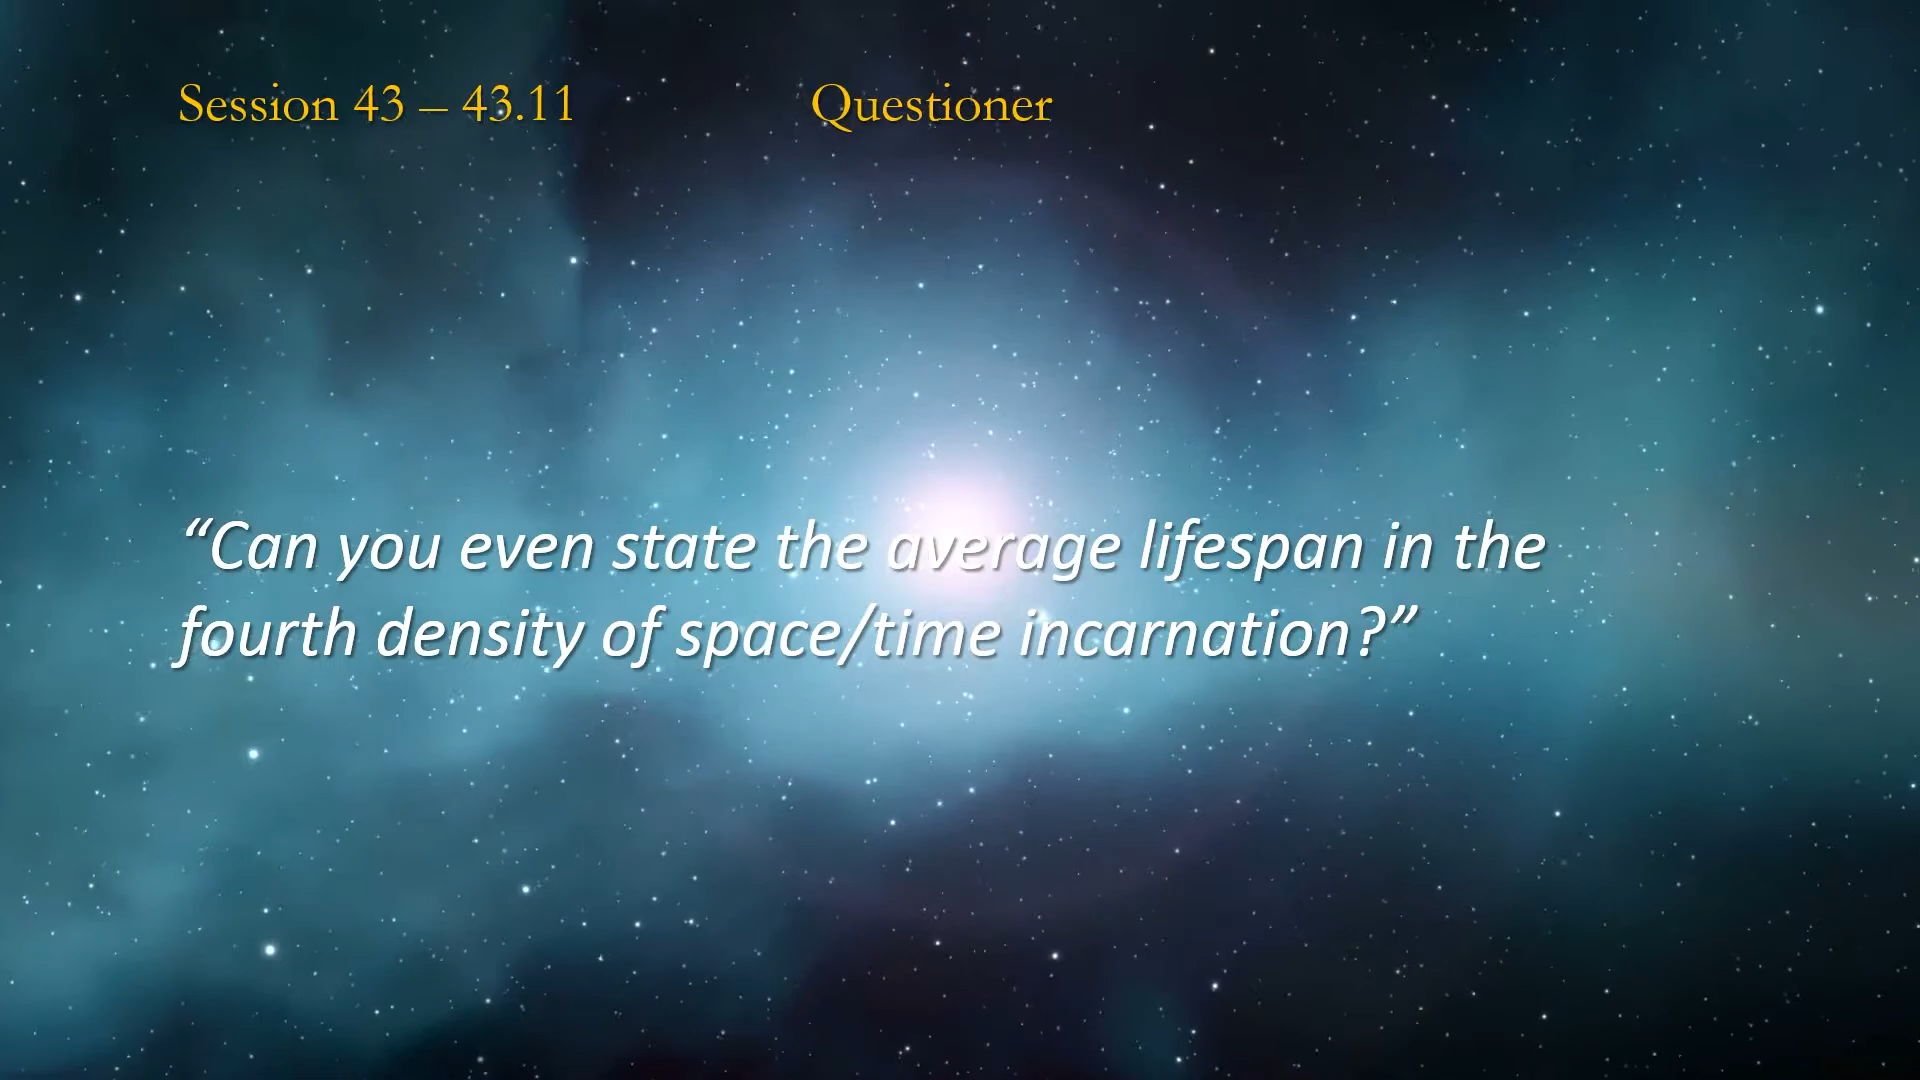 Session 43 – 43.11 Questioner
“Can you even state the average lifespan in the
fourth density of space/time incarnation?”